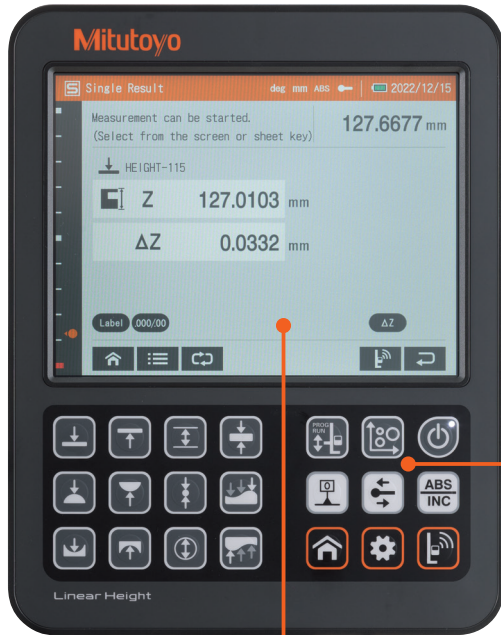 Mitutoyo
S Single Result deg mm ABS 2022/12/15
Measurement can be started.
(Select from the screen or sheet key)
127.6677 mm
HEIGHT-115
Z 127.0103 mm
ΔZ 0.0332 mm
Label .000/00 ΔZ
PROG
RUN
ABS
INC
Linear Height